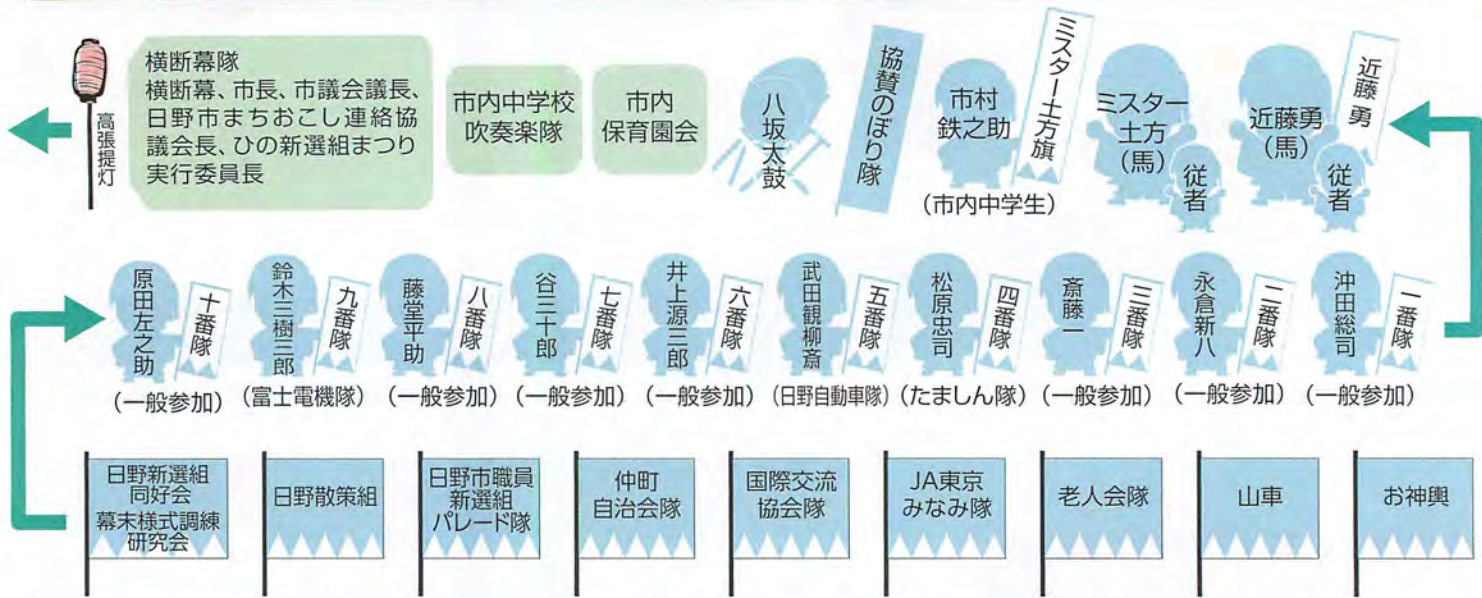 高張提灯
横断幕隊
横断幕、市長、市議会議長、
日野市まちおこし連絡協
議会長、ひの新選組まつり
実行委員長
市内中学校
吹奏楽隊
市内
保育園会
八坂太鼓
協賛のぼり隊
市村
鉄之助
(市内中学生)
ミスター土方旗
ミスター
土方
(馬)
従者
近藤勇
(馬)
従者
近藤勇
原田左之助
十番隊
(一般参加)
鈴木三樹三郎
九番隊
(富士電機隊)
藤堂平助
八番隊
(一般参加)
谷三十郎
七番隊
(一般参加)
井上源三郎
六番隊
(一般参加)
武田観柳斎
五番隊
(日野自動車隊)
松原忠司
四番隊
(たましん隊)
斎藤一
三番隊
(一般参加)
永倉新八
二番隊
(一般参加)
沖田総司
一番隊
(一般参加)
日野新選組
同好会
幕末様式調練
研究会
日野散策組
日野市職員
新選組
パレード隊
仲町
自治会隊
国際交流
協会隊
JA東京
みなみ隊
老人会隊
山車
お神輿